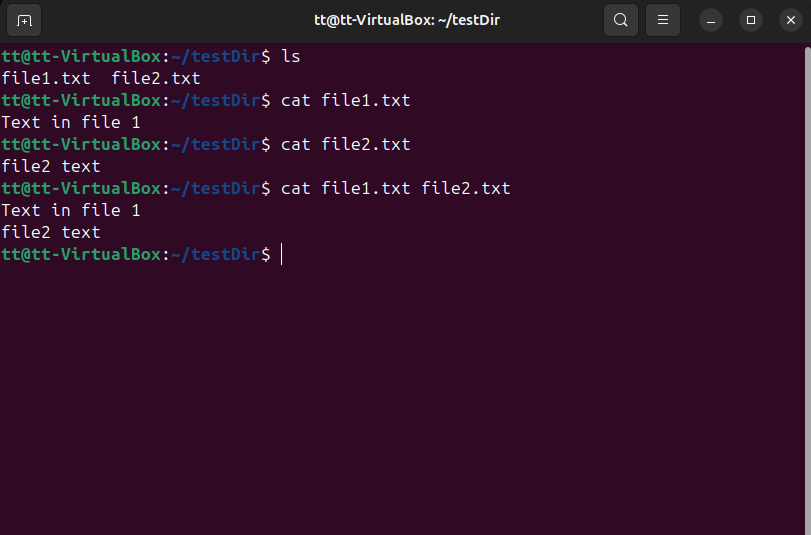 tt@tt-VirtualBox: ~/testDir
tt@tt-VirtualBox:~/testDir$ ls
file1.txt  file2.txt
tt@tt-VirtualBox:~/testDir$ cat file1.txt
Text in file 1
tt@tt-VirtualBox:~/testDir$ cat file2.txt
file2 text
tt@tt-VirtualBox:~/testDir$ cat file1.txt file2.txt
Text in file 1
file2 text
tt@tt-VirtualBox:~/testDir$